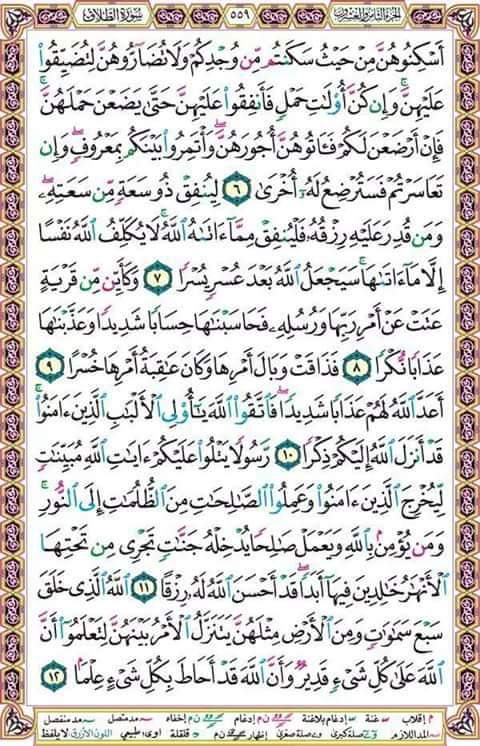 الجزء الثامن والعشرون ٥٥٩ سُورَةُ الطَّلَاقِ
أَسْكِنُوهُنَّ مِنْ حَيْثُ سَكَنتُم مِّن وُجْدِكُمْ وَلَا تُضَآرُّوهُنَّ لِتُضَيِّقُوا۟
عَلَيْهِنَّ ۚ وَإِن كُنَّ أُو۟لَٰتِ حَمْلٍ فَأَنفِقُوا۟ عَلَيْهِنَّ حَتَّىٰ يَضَعْنَ حَمْلَهُنَّ ۚ
فَإِنْ أَرْضَعْنَ لَكُمْ فَـَٔاتُوهُنَّ أُجُورَهُنَّ ۖ وَأْتَمِرُوا۟ بَيْنَكُم بِمَعْرُوفٍ ۖ وَإِن
تَعَاسَرْتُمْ فَسَتُرْضِعُ لَهُۥٓ أُخْرَىٰ ٦ لِيُنفِقْ ذُو سَعَةٍ مِّن سَعَتِهِۦ ۖ
وَمَن قُدِرَ عَلَيْهِ رِزْقُهُۥ فَلْيُنفِقْ مِمَّآ ءَاتَىٰهُ ٱللَّهُ ۚ لَا يُكَلِّفُ ٱللَّهُ نَفْسًا
إِلَّا مَآ ءَاتَىٰهَا ۚ سَيَجْعَلُ ٱللَّهُ بَعْدَ عُسْرٍ يُسْرًا ٧ وَكَأَيِّن مِّن قَرْيَةٍ
عَتَتْ عَنْ أَمْرِ رَبِّهَا وَرُسُلِهِۦ فَحَاسَبْنَٰهَا حِسَابًا شَدِيدًا وَعَذَّبْنَٰهَا
عَذَابًا نُّكْرًا ٨ فَذَاقَتْ وَبَالَ أَمْرِهَا وَكَانَ عَٰقِبَةُ أَمْرِهَا خُسْرًا ٩
أَعَدَّ ٱللَّهُ لَهُمْ عَذَابًا شَدِيدًا ۖ فَٱتَّقُوا۟ ٱللَّهَ يَٰٓأُو۟لِى ٱلْأَلْبَٰبِ ٱلَّذِينَ ءَامَنُوا۟ ۚ
قَدْ أَنزَلَ ٱللَّهُ إِلَيْكُمْ ذِكْرًا ١٠ رَّسُولًا يَتْلُوا۟ عَلَيْكُمْ ءَايَٰتِ ٱللَّهِ مُبَيِّنَٰتٍ
لِّيُخْرِجَ ٱلَّذِينَ ءَامَنُوا۟ وَعَمِلُوا۟ ٱلصَّٰلِحَٰتِ مِنَ ٱلظُّلُمَٰتِ إِلَى ٱلنُّورِ ۚ
وَمَن يُؤْمِنۢ بِٱللَّهِ وَيَعْمَلْ صَٰلِحًا يُدْخِلْهُ جَنَّٰتٍ تَجْرِى مِن تَحْتِهَا
ٱلْأَنْهَٰرُ خَٰلِدِينَ فِيهَآ أَبَدًا ۖ قَدْ أَحْسَنَ ٱللَّهُ لَهُۥ رِزْقًا ١١ ٱللَّهُ ٱلَّذِى خَلَقَ
سَبْعَ سَمَٰوَٰتٍ وَمِنَ ٱلْأَرْضِ مِثْلَهُنَّ يَتَنَزَّلُ ٱلْأَمْرُ بَيْنَهُنَّ لِتَعْلَمُوٓا۟ أَنَّ
ٱللَّهَ عَلَىٰ كُلِّ شَىْءٍ قَدِيرٌ وَأَنَّ ٱللَّهَ قَدْ أَحَاطَ بِكُلِّ شَىْءٍ عِلْمًۢا ١٢
م إقلاب غنة إدغام بلاغنة ن م إدغام ن م إخفاء مد متصل مد منفصل
المد اللازم صلة كبرى صلة صغرى إظهار قلقلة ا و ى: طبيعي اللون الأزرق لا يلفظ